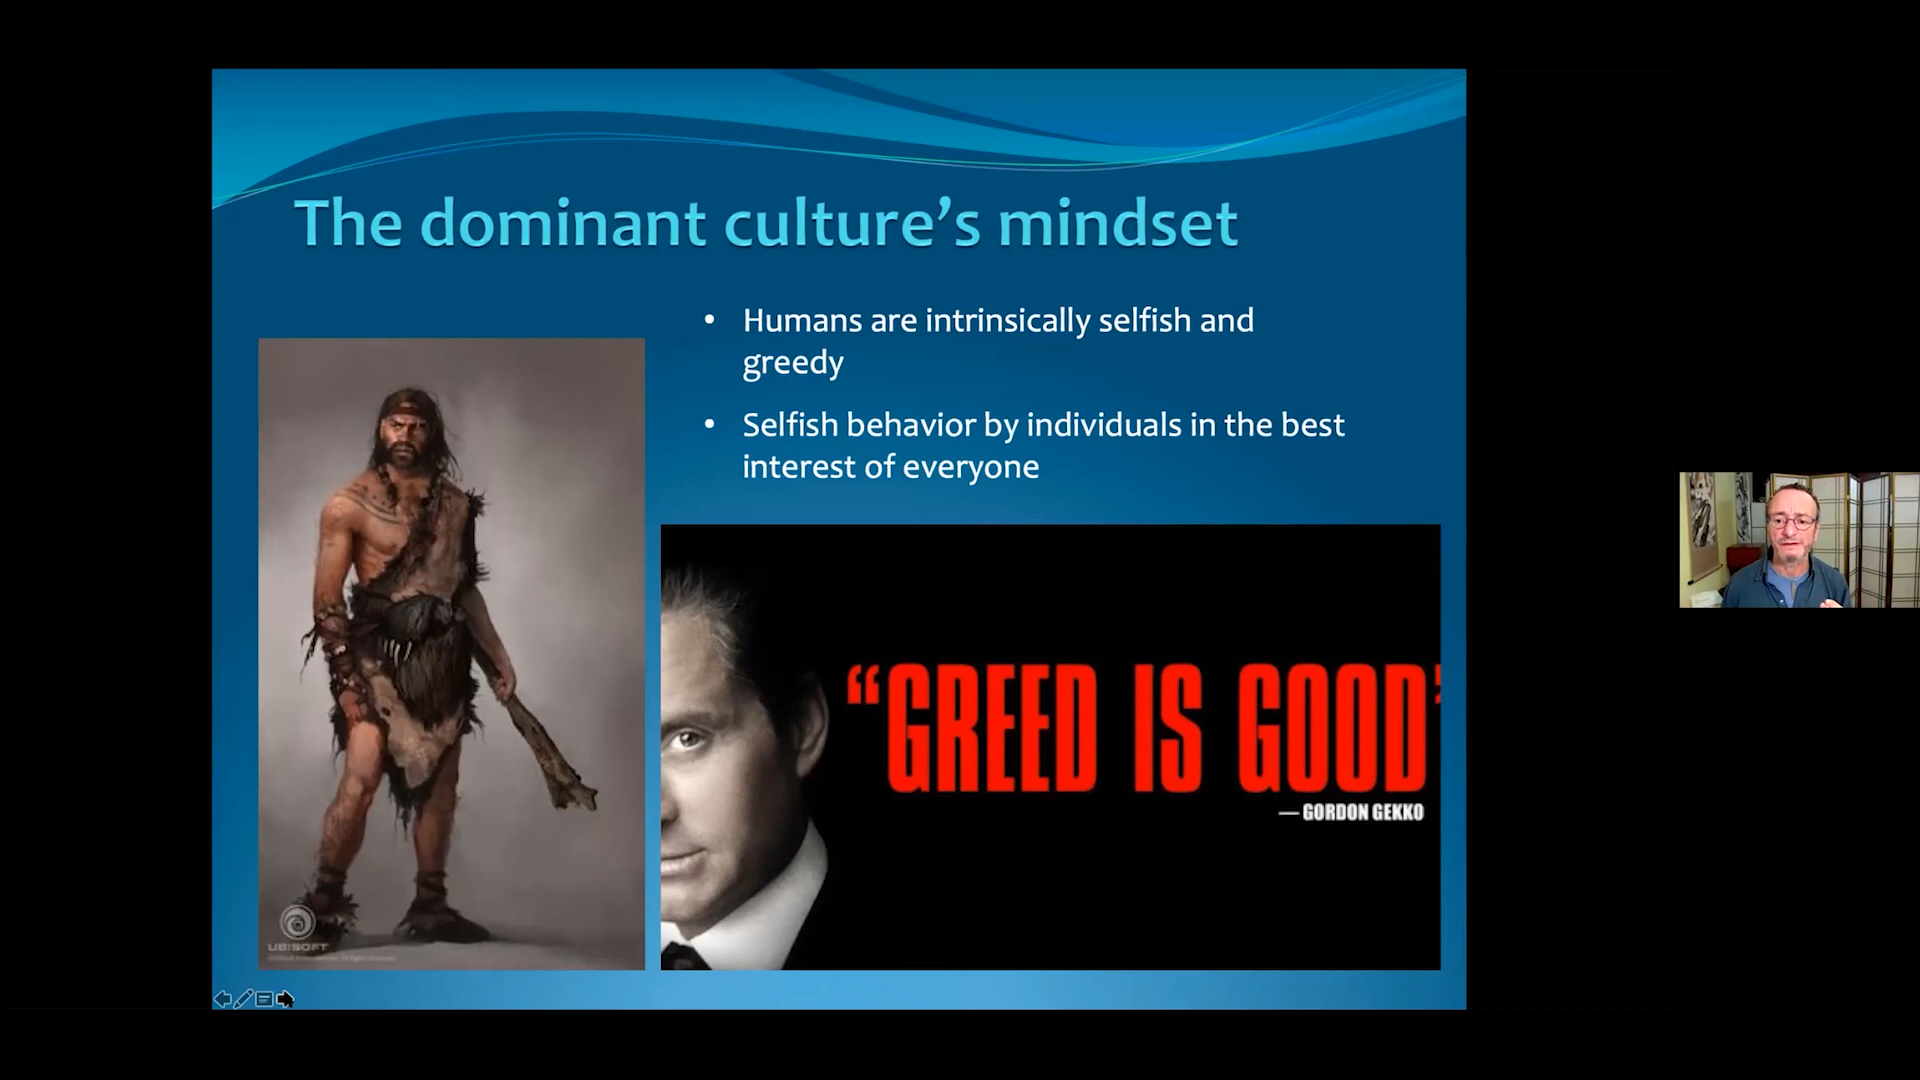 The dominant culture’s mindset
• Humans are intrinsically selfish and
greedy
• Selfish behavior by individuals in the best
interest of everyone
“GREED IS GOOD”
— GORDON GEKKO
UBISOFT